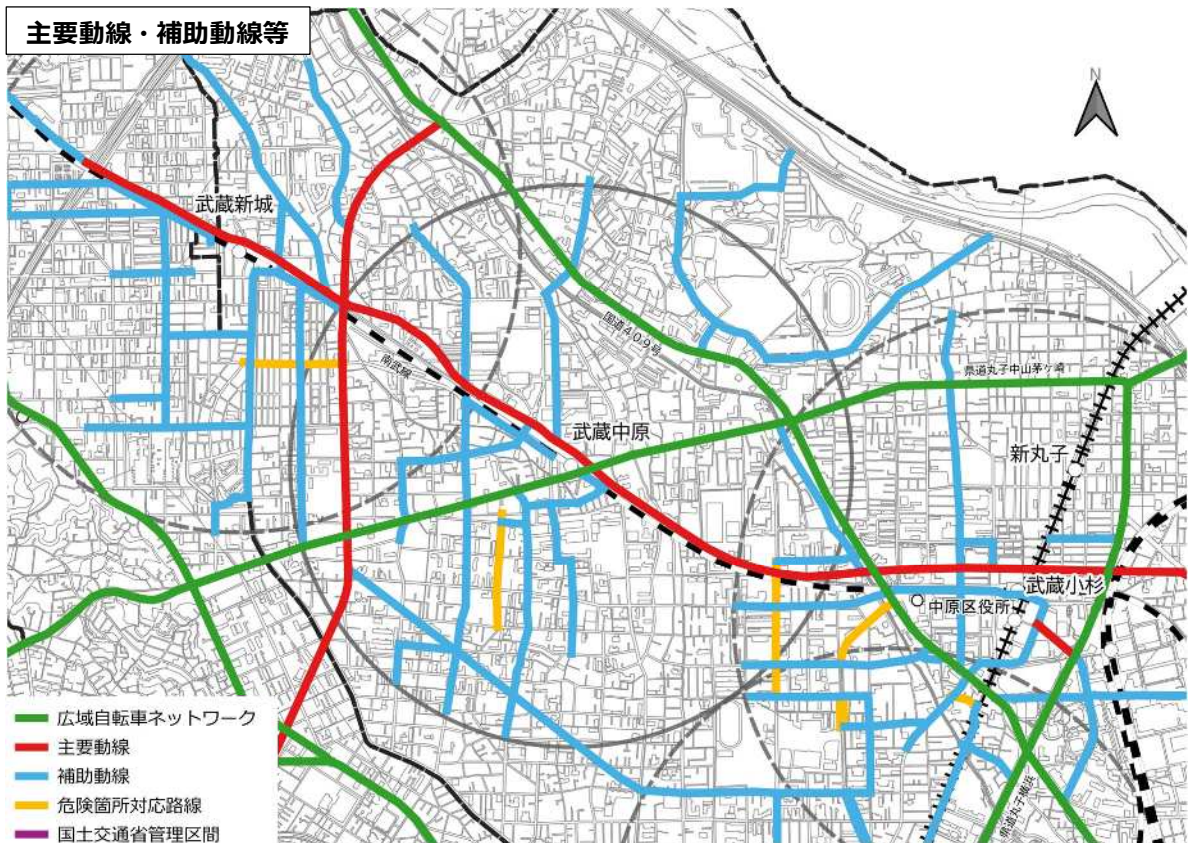 主要動線・補助動線等
N
武蔵新城
国道409号
南武線
県道丸子中山茅ヶ崎
武蔵中原
新丸子
武蔵小杉
中原区役所
県道丸子横浜
広域自転車ネットワーク
主要動線
補助動線
危険箇所対応路線
国土交通省管理区間